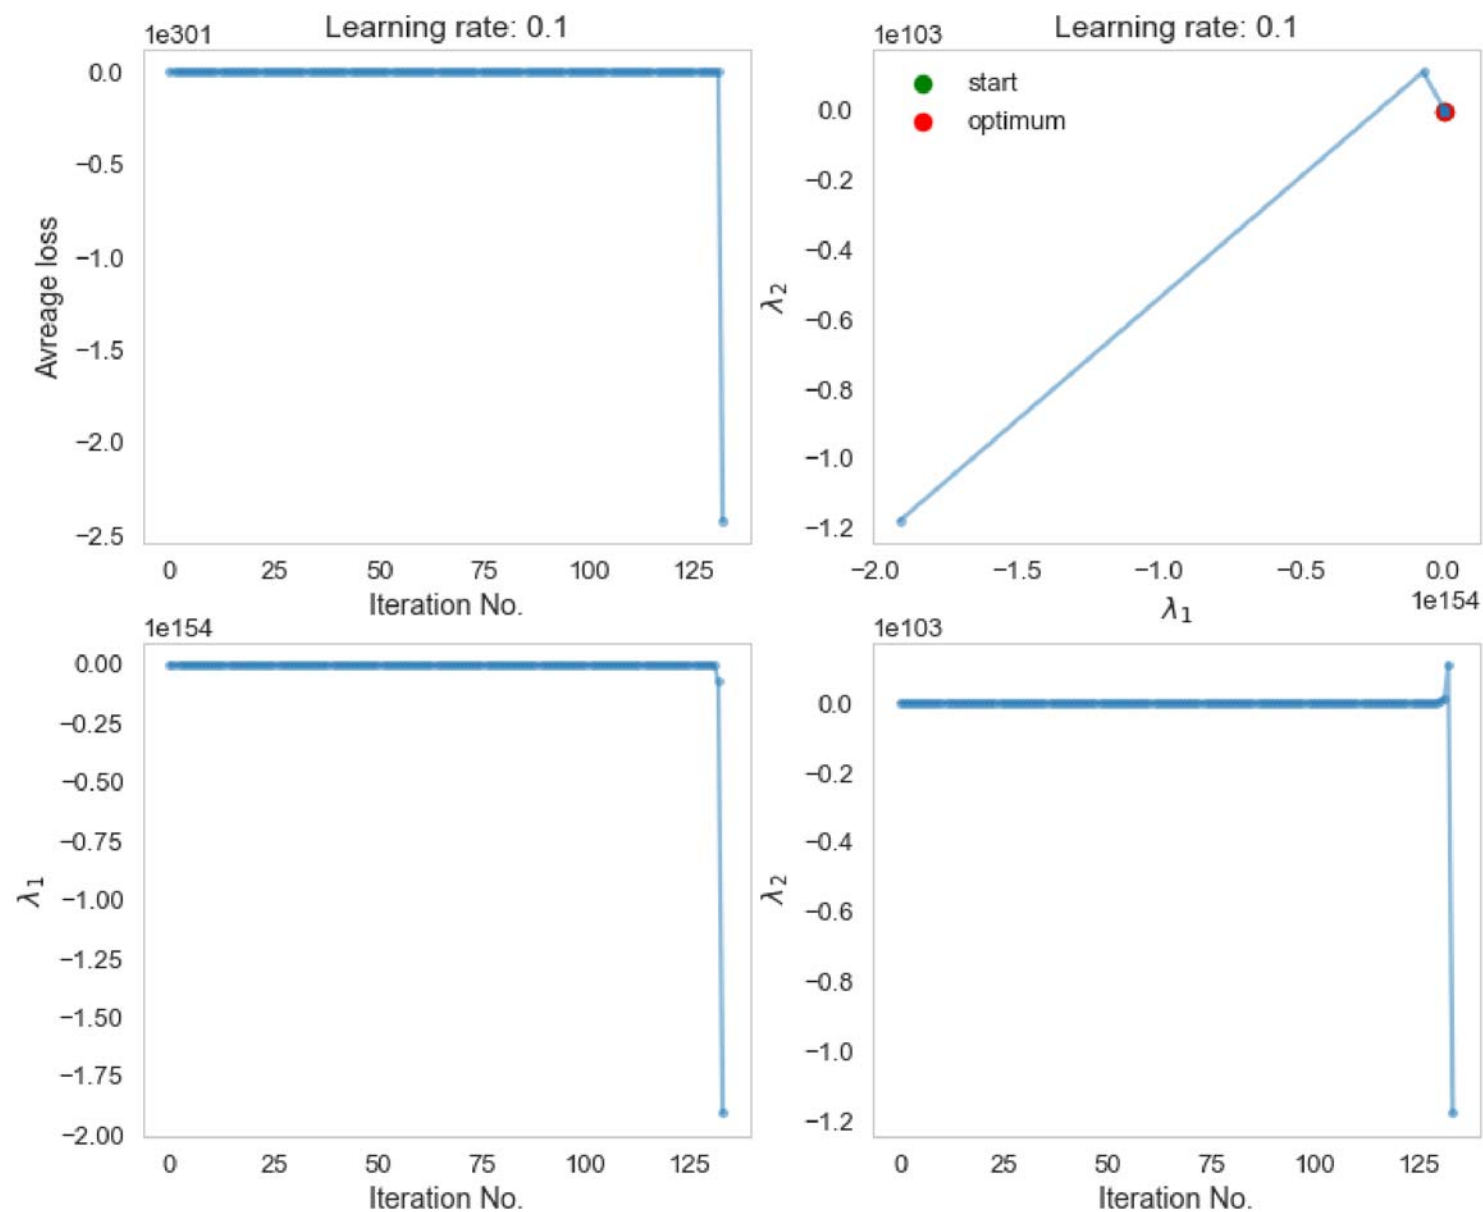 Learning rate: 0.1
1e301
0.0
−0.5
−1.0
−1.5
−2.0
−2.5
Avreage loss
0 25 50 75 100 125
Iteration No.
Learning rate: 0.1
1e103
start
optimum
0.0
−0.2
−0.4
−0.6
−0.8
−1.0
−1.2
λ2
−2.0 −1.5 −1.0 −0.5 0.0
1e154
λ1
1e154
0.00
−0.25
−0.50
−0.75
−1.00
−1.25
−1.50
−1.75
−2.00
λ1
0 25 50 75 100 125
Iteration No.
1e103
0.0
−0.2
−0.4
−0.6
−0.8
−1.0
−1.2
λ2
0 25 50 75 100 125
Iteration No.